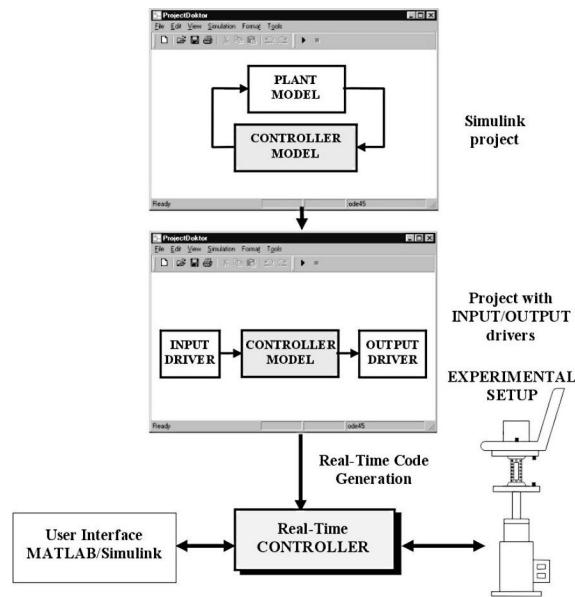 ProjectDoktor
File Edit View Simulation Format Tools
PLANT
MODEL
CONTROLLER
MODEL
Ready
ode45
Simulink
project
ProjectDoktor
File Edit View Simulation Format Tools
INPUT
DRIVER
CONTROLLER
MODEL
OUTPUT
DRIVER
Ready
ode45
Project with
INPUT/OUTPUT
drivers
EXPERIMENTAL
SETUP
Real-Time Code
Generation
User Interface
MATLAB/Simulink
Real-Time
CONTROLLER